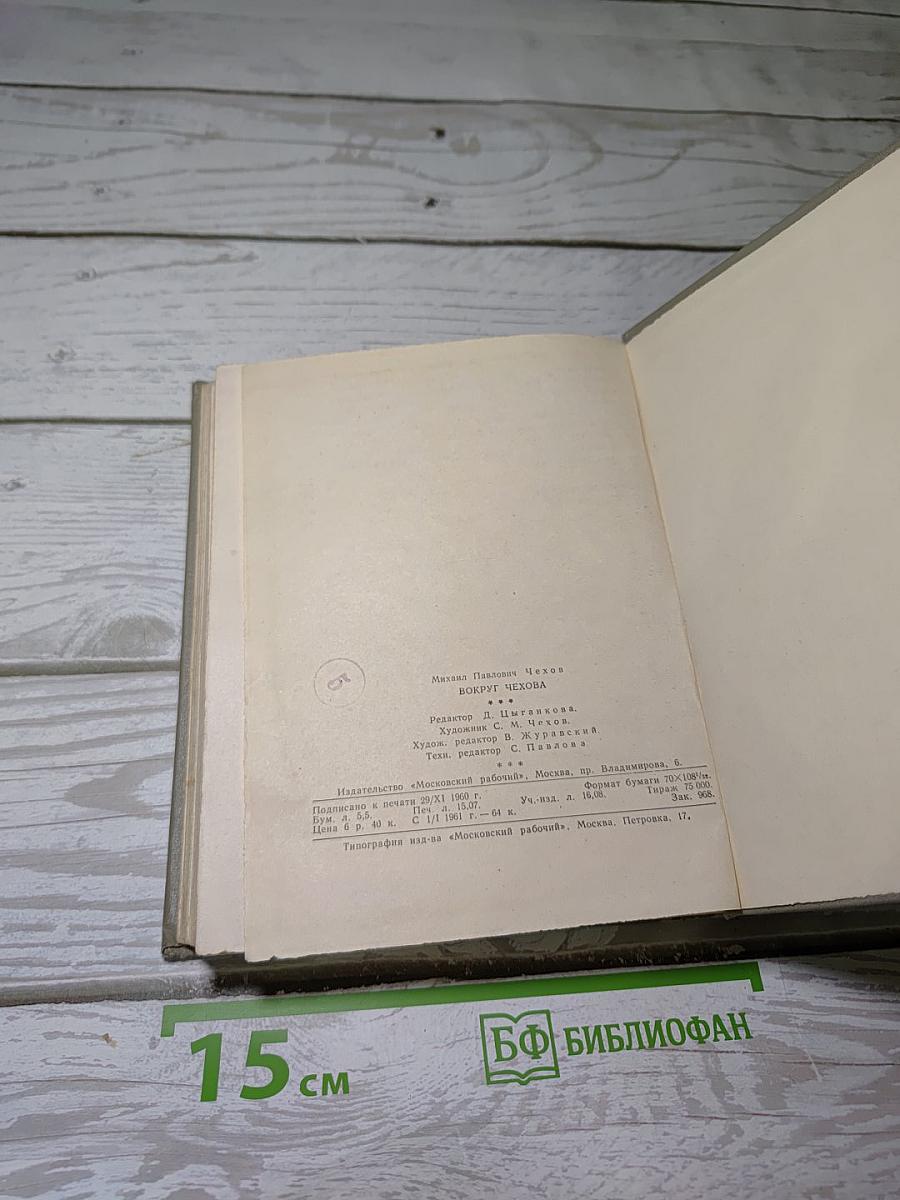 Михаил Павлович Чехов
ВОКРУГ ЧЕХОВА
* * *
Редактор Д. Цыганкова.
Художник С. М. Чехов.
Худож. редактор В. Журавский.
Техн. редактор С. Павлова
* * *
Издательство «Московский рабочий», Москва, пр. Владимирова, 6.
Подписано к печати 29/XI 1960 г. Формат бумаги 70×108¹/₃₂.
Бум. л. 5,5. Печ. л. 15,07. Уч.-изд. л. 16,08. Тираж 75 000.
Цена 6 р. 40 к. С 1/I 1961 г. — 64 к. Зак. 968.
Типография изд-ва «Московский рабочий», Москва, Петровка, 17.
15 см
БФ БИБЛИОФАН